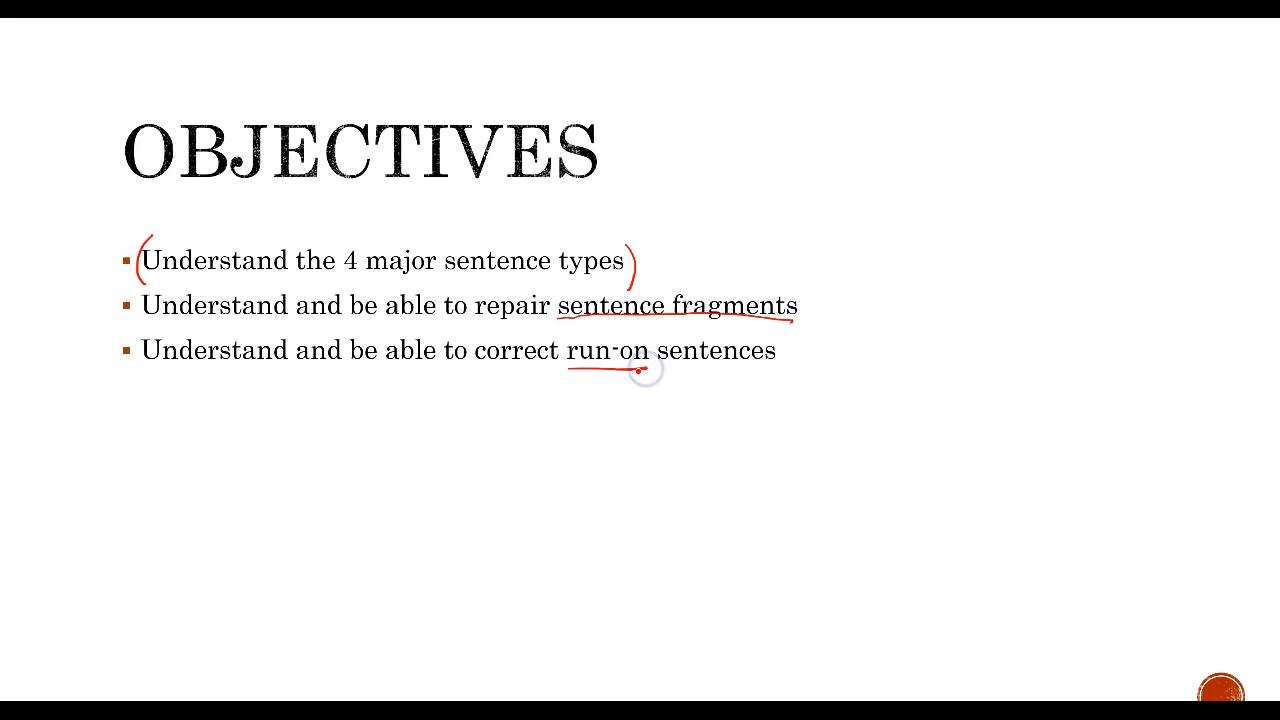 OBJECTIVES
▪ Understand the 4 major sentence types
▪ Understand and be able to repair sentence fragments
▪ Understand and be able to correct run-on sentences